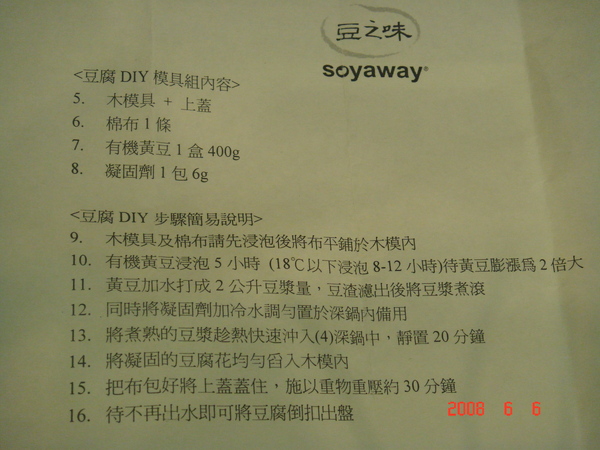 豆之味
soyaway®
<豆腐 DIY 模具組內容>
5. 木模具 + 上蓋
6. 棉布 1 條
7. 有機黃豆 1 盒 400g
8. 凝固劑 1 包 6g
<豆腐 DIY 步驟簡易說明>
9. 木模具及棉布請先浸泡後將布平鋪於木模內
10. 有機黃豆浸泡 5 小時 (18℃以下浸泡 8-12 小時)待黃豆膨漲為 2 倍大
11. 黃豆加水打成 2 公升豆漿量，豆渣濾出後將豆漿煮滾
12. 同時將凝固劑加冷水調勻置於深鍋內備用
13. 將煮熟的豆漿趁熱快速沖入(4)深鍋中，靜置 20 分鐘
14. 將凝固的豆腐花均勻舀入木模內
15. 把布包好將上蓋蓋住，施以重物重壓約 30 分鐘
16. 待不再出水即可將豆腐倒扣出盤
2008 6 6